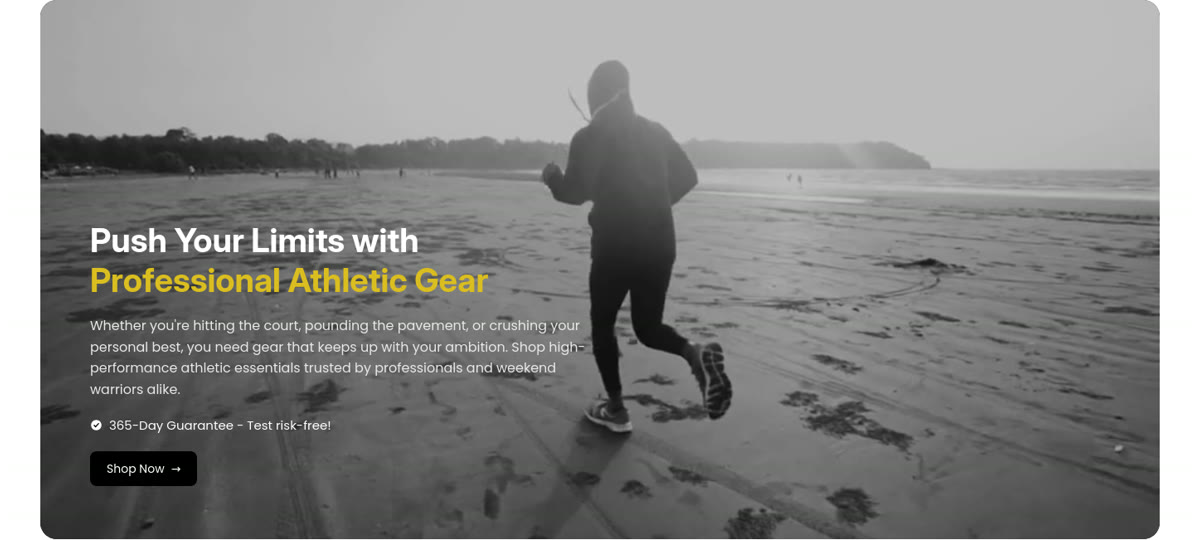 Push Your Limits with
Professional Athletic Gear
Whether you're hitting the court, pounding the pavement, or crushing your
personal best, you need gear that keeps up with your ambition. Shop high-
performance athletic essentials trusted by professionals and weekend
warriors alike.
365-Day Guarantee - Test risk-free!
Shop Now →